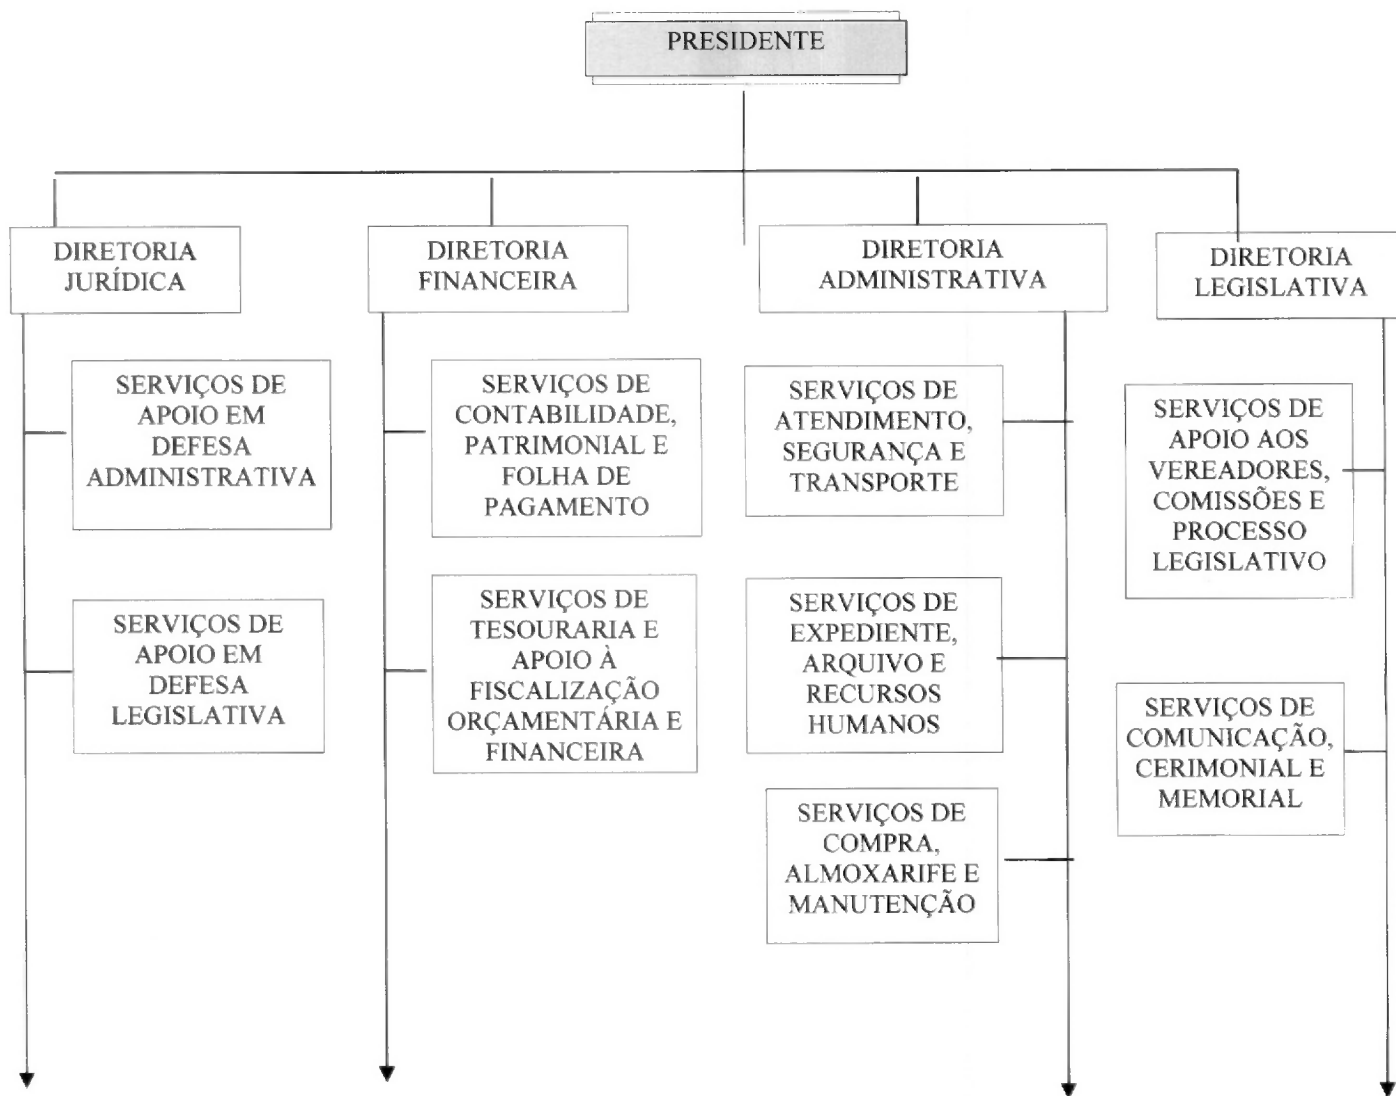 PRESIDENTE
DIRETORIA
JURÍDICA
DIRETORIA
FINANCEIRA
DIRETORIA
ADMINISTRATIVA
DIRETORIA
LEGISLATIVA
SERVIÇOS DE
APOIO EM
DEFESA
ADMINISTRATIVA
SERVIÇOS DE
CONTABILIDADE,
PATRIMONIAL E
FOLHA DE
PAGAMENTO
SERVIÇOS DE
ATENDIMENTO,
SEGURANÇA E
TRANSPORTE
SERVIÇOS DE
APOIO AOS
VEREADORES,
COMISSÕES E
PROCESSO
LEGISLATIVO
SERVIÇOS DE
APOIO EM
DEFESA
LEGISLATIVA
SERVIÇOS DE
TESOURARIA E
APOIO À
FISCALIZAÇÃO
ORÇAMENTÁRIA E
FINANCEIRA
SERVIÇOS DE
EXPEDIENTE,
ARQUIVO E
RECURSOS
HUMANOS
SERVIÇOS DE
COMUNICAÇÃO,
CERIMONIAL E
MEMORIAL
SERVIÇOS DE
COMPRA,
ALMOXARIFE E
MANUTENÇÃO